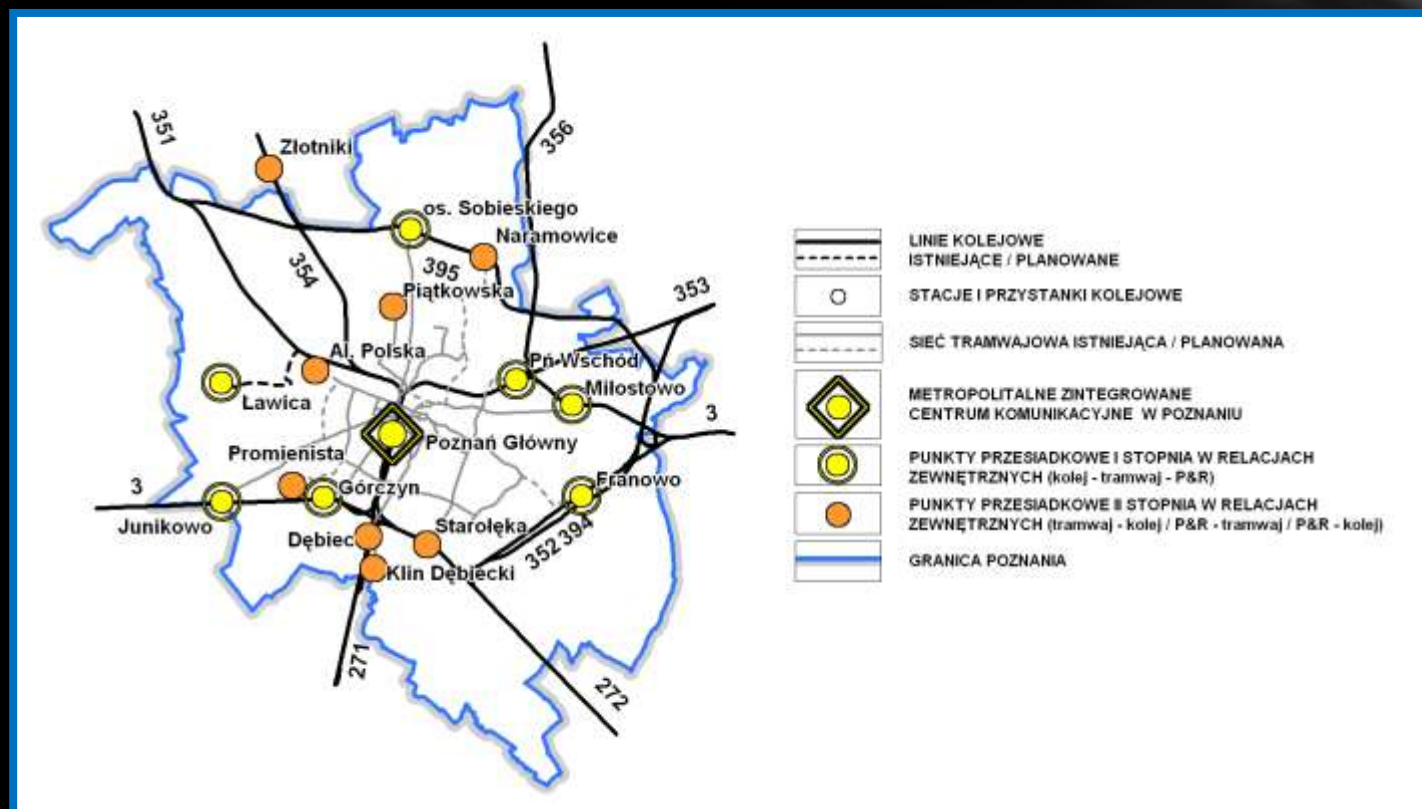 351
Złotniki
356
os. Sobieskiego
Naramowice
354
395
353
Piątkowska
Al. Polska
Pń Wschód
Ławica
Miłostowo
3
Poznań Główny
Promienista
Franowo
3
Górczyn
Junikowo
Starołęka
Dębiec
394
352
Klin Dębiecki
271
272
LINIE KOLEJOWE
ISTNIEJĄCE / PLANOWANE
STACJE I PRZYSTANKI KOLEJOWE
SIEĆ TRAMWAJOWA ISTNIEJĄCA / PLANOWANA
METROPOLITALNE ZINTEGROWANE
CENTRUM KOMUNIKACYJNE W POZNANIU
PUNKTY PRZESIADKOWE I STOPNIA W RELACJACH
ZEWNĘTRZNYCH (kolej - tramwaj - P&R)
PUNKTY PRZESIADKOWE II STOPNIA W RELACJACH
ZEWNĘTRZNYCH (tramwaj - kolej / P&R - tramwaj / P&R - kolej))
GRANICA POZNANIA